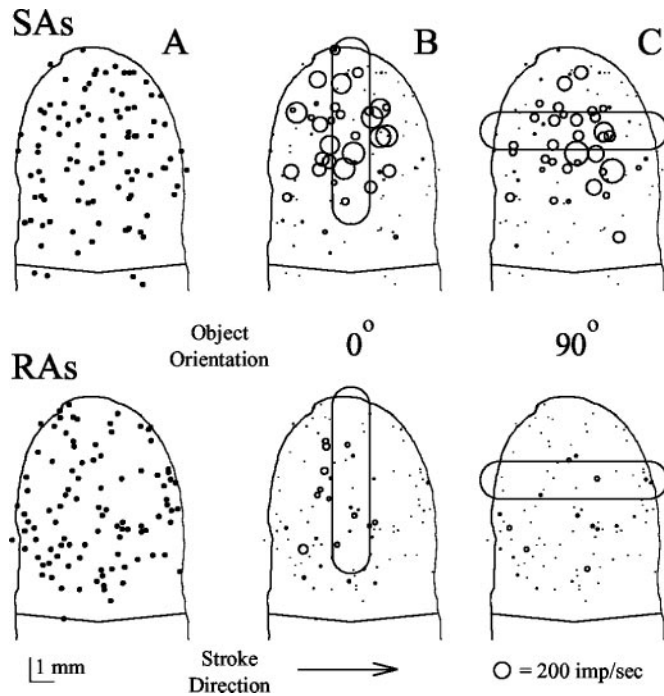 SAs
A B C
Object
Orientation 0° 90°
RAs
1 mm Stroke
Direction = 200 imp/sec